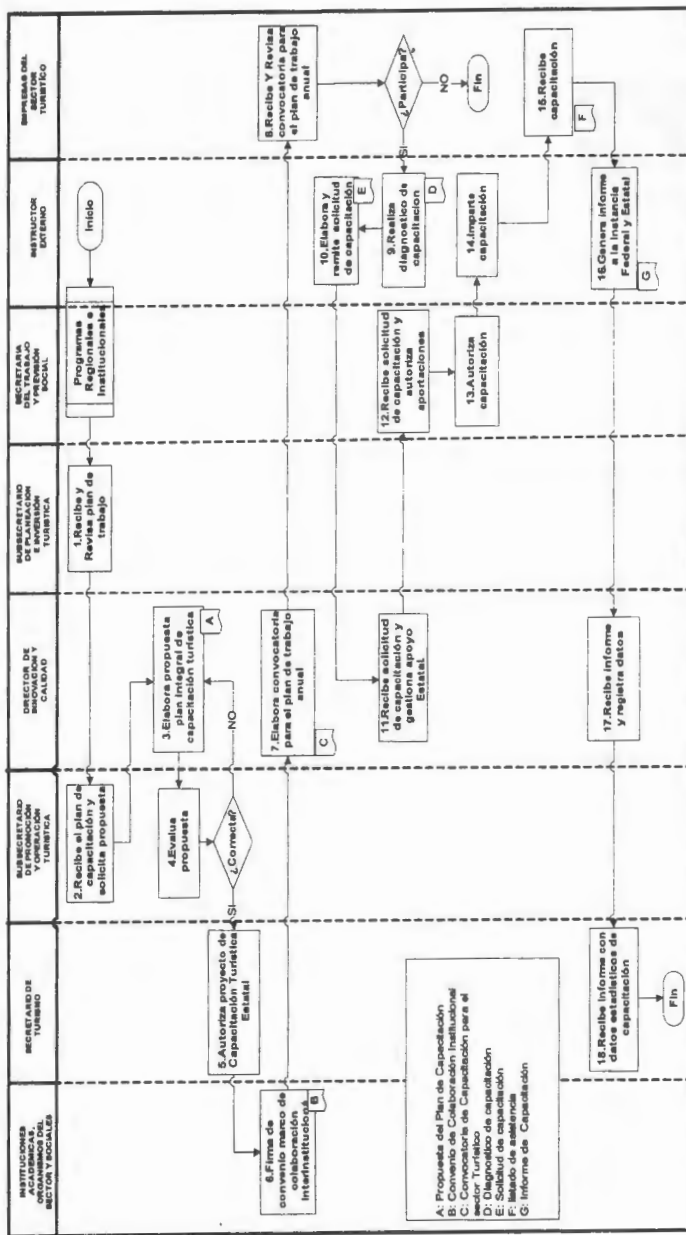 INSTITUCIONES
ACADEMICAS,
ORGANISMOS DEL
SECTOR Y SOCIALES
SECRETARIO DE
TURISMO
SUBSECRETARIO
DE PROMOCIÓN
Y OPERACIÓN
TURISTICA
DIRECTOR DE
INNOVACION Y
CALIDAD
SUBSECRETARIO
DE PLANEACION
E INVERSIÓN
TURISTICA
SECRETARIA
DEL TRABAJO
Y PREVISIÓN
SOCIAL
INSTRUCTOR
EXTERNO
EMPRESAS DEL
SECTOR
TURISTICO
Inicio
Programas
Regionales e
Institucionales
1.Recibe y
Revisa plan de
trabajo
2.Recibe el plan de
capacitación y
solicita propuesta
3.Elabora propuesta
plan integral de
capacitación turística
A
4.Evalua
propuesta
¿Correcta?
NO
SI
5.Autoriza proyecto de
Capacitación Turística
Estatal
6.Firma de
convenio marco de
colaboración
interinstitucional
B
7.Elabora convocatoria
para el plan de trabajo
anual
C
8.Recibe Y Revisa
convocatoria para
el plan de trabajo
anual
¿Participa?
NO
Fin
SI
9.Realiza
diagnostico de
capacitacion
D
10.Elabora y
remite solicitud
de capacitación
E
11.Recibe solicitud
de capacitación y
gestiona apoyo
Estatal
12.Recibe solicitud
de capacitación y
autoriza
aportaciones
13.Autoriza
capacitación
14.Imparte
capacitación
15.Recibe
capacitación
F
16.Genera informe
a la Instancia
Federal y Estatal
G
17.Recibe informe
y registra datos
18.Recibe informe con
datos estadísticos de
capacitación
Fin
A: Propuesta del Plan de Capacitación
B: Convenio de Colaboración Institucional
C: Convocatoria de Capacitación para el
sector Turístico
D: Diagnostico de capacitación
E: Solicitud de capacitación
F: listado de asistencia
G: Informe de Capacitación